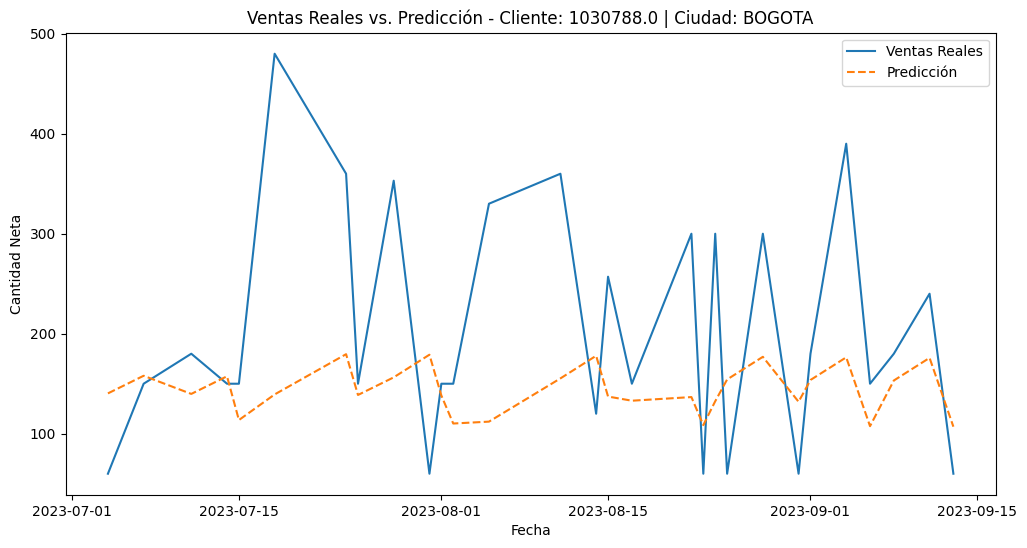 Ventas Reales vs. Predicción - Cliente: 1030788.0 | Ciudad: BOGOTA
Ventas Reales
Predicción
500
400
300
200
100
Cantidad Neta
2023-07-01
2023-07-15
2023-08-01
2023-08-15
2023-09-01
2023-09-15
Fecha